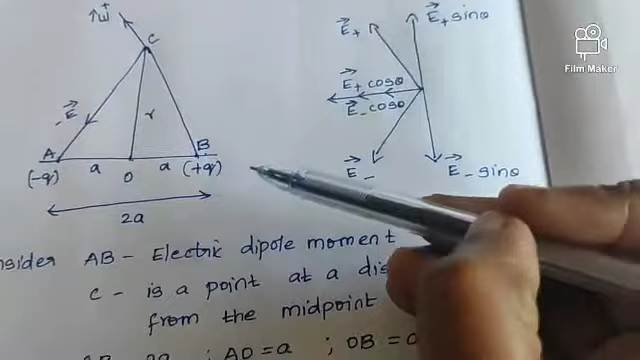 C
r
-E
A
B
a
O
a
(-q)
(+q)
2a
E+
E+ sinθ
E+ cosθ
E- cosθ
E-
E- sinθ
Film Maker
AB - Electric dipole moment
C - is a point at a
from the midpoint
; AO = a ; OB =